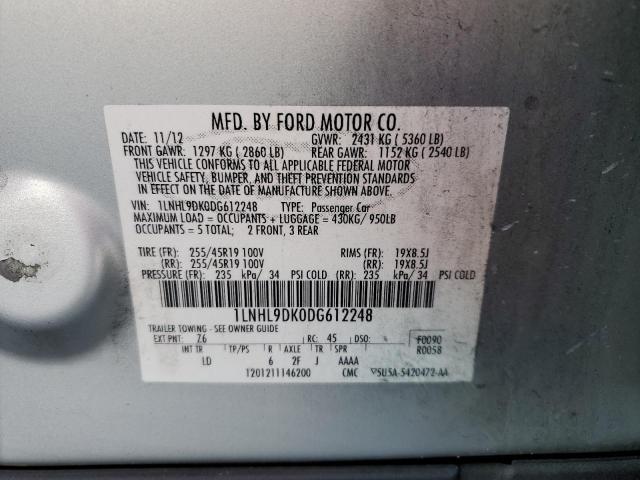 MFD. BY FORD MOTOR CO.
DATE: 11/12 GVWR: 2431 KG ( 5360 LB)
FRONT GAWR: 1297 KG ( 2860 LB) REAR GAWR: 1152 KG ( 2540 LB)
THIS VEHICLE CONFORMS TO ALL APPLICABLE FEDERAL MOTOR
VEHICLE SAFETY, BUMPER, AND THEFT PREVENTION STANDARDS
IN EFFECT ON THE DATE OF MANUFACTURE SHOWN ABOVE.
VIN: 1LNHL9DK0DG612248 TYPE: Passenger Car
MAXIMUM LOAD = OCCUPANTS + LUGGAGE = 430KG/ 950LB
OCCUPANTS = 5 TOTAL; 2 FRONT, 3 REAR
TIRE (FR): 255/45R19 100V RIMS (FR): 19X8.5J
(RR): 255/45R19 100V (RR): 19X8.5J
PRESSURE (FR): 235 kPa/ 34 PSI COLD (RR): 235 kPa/ 34 PSI COLD
1LNHL9DK0DG612248
TRAILER TOWING - SEE OWNER GUIDE
EXT PNT: 76 RC: 45 DSO: F0090
INT TR TP/PS R AXLE TR SPR R0058
LD 6 2F J AAAA
1201211146200 CMC 5U5A-5420472-AA